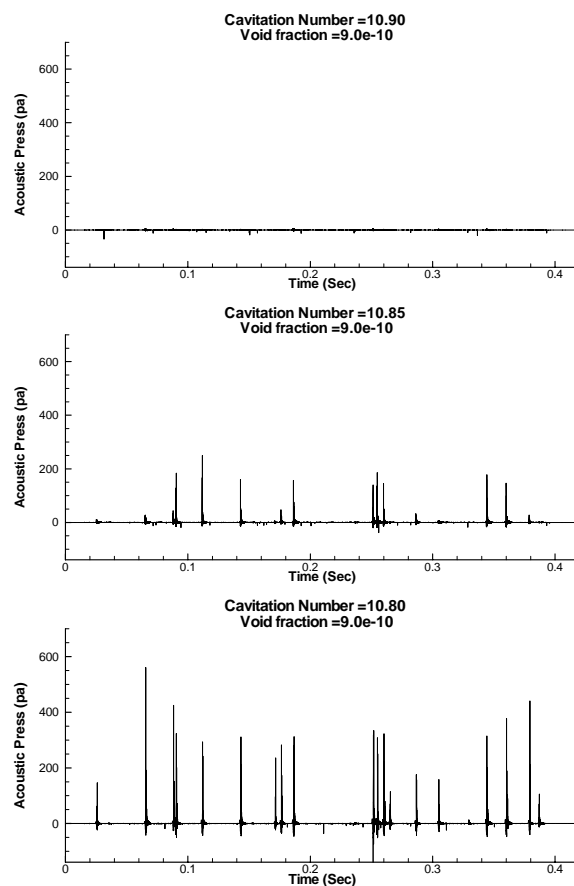 Cavitation Number =10.90
Void fraction =9.0e-10
600
400
200
0
Acoustic Press (pa)
0 0.1 0.2 0.3 0.4
Time (Sec)
Cavitation Number =10.85
Void fraction =9.0e-10
600
400
200
0
Acoustic Press (pa)
0 0.1 0.2 0.3 0.4
Time (Sec)
Cavitation Number =10.80
Void fraction =9.0e-10
600
400
200
0
Acoustic Press (pa)
0 0.1 0.2 0.3 0.4
Time (Sec)